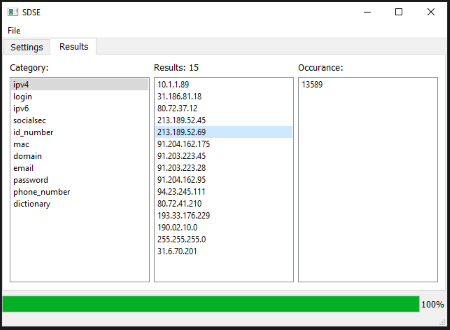 SDSE
File
Settings Results
Category: Results: 15 Occurance:
ipv4 10.1.1.89 13589
login 31.186.81.18
ipv6 80.72.37.12
socialsec 213.189.52.45
id_number 213.189.52.69
mac 91.204.162.175
domain 91.203.223.45
email 91.203.223.28
password 91.204.162.95
phone_number 94.23.245.111
dictionary 80.72.41.210
193.33.176.229
190.02.10.0
255.255.255.0
31.6.70.201
100%